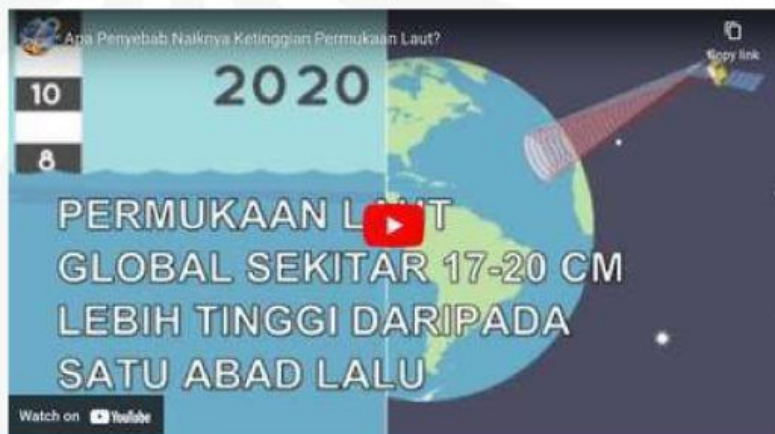 Apa Penyebab Naiknya Ketinggian Permukaan Laut?
Copy link
10
2020
8
PERMUKAAN LAUT
GLOBAL SEKITAR 17-20 CM
LEBIH TINGGI DARIPADA
SATU ABAD LALU
Watch on YouTube